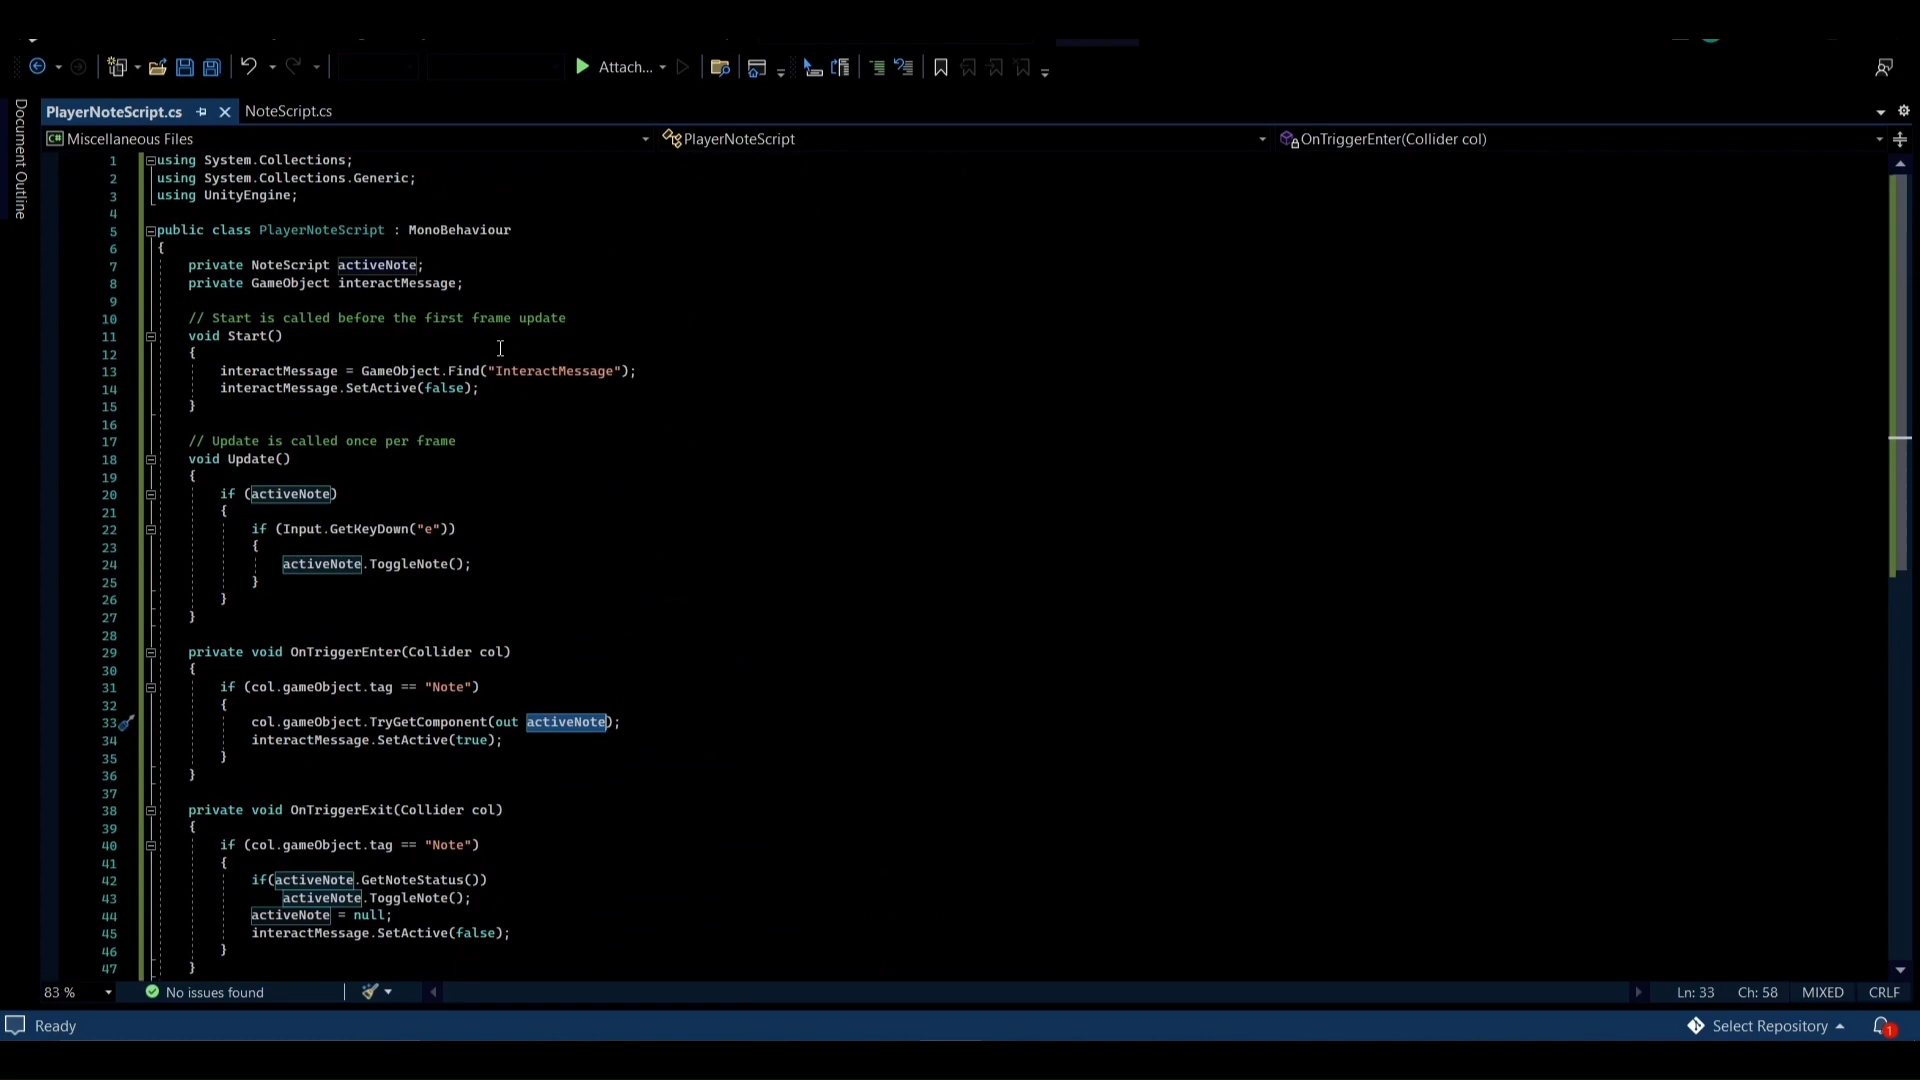 Attach...
Document Outline
PlayerNoteScript.cs
NoteScript.cs
C# Miscellaneous Files
PlayerNoteScript
OnTriggerEnter(Collider col)
1 using System.Collections;
2 using System.Collections.Generic;
3 using UnityEngine;
4
5 public class PlayerNoteScript : MonoBehaviour
6 {
7 private NoteScript activeNote;
8 private GameObject interactMessage;
9
10 // Start is called before the first frame update
11 void Start()
12 {
13 interactMessage = GameObject.Find("InteractMessage");
14 interactMessage.SetActive(false);
15 }
16
17 // Update is called once per frame
18 void Update()
19 {
20 if (activeNote)
21 {
22 if (Input.GetKeyDown("e"))
23 {
24 activeNote.ToggleNote();
25 }
26 }
27 }
28
29 private void OnTriggerEnter(Collider col)
30 {
31 if (col.gameObject.tag == "Note")
32 {
33 col.gameObject.TryGetComponent(out activeNote);
34 interactMessage.SetActive(true);
35 }
36 }
37
38 private void OnTriggerExit(Collider col)
39 {
40 if (col.gameObject.tag == "Note")
41 {
42 if(activeNote.GetNoteStatus())
43 activeNote.ToggleNote();
44 activeNote = null;
45 interactMessage.SetActive(false);
46 }
47 }
83 %
No issues found
Ln: 33
Ch: 58
MIXED
CRLF
Ready
Select Repository
1